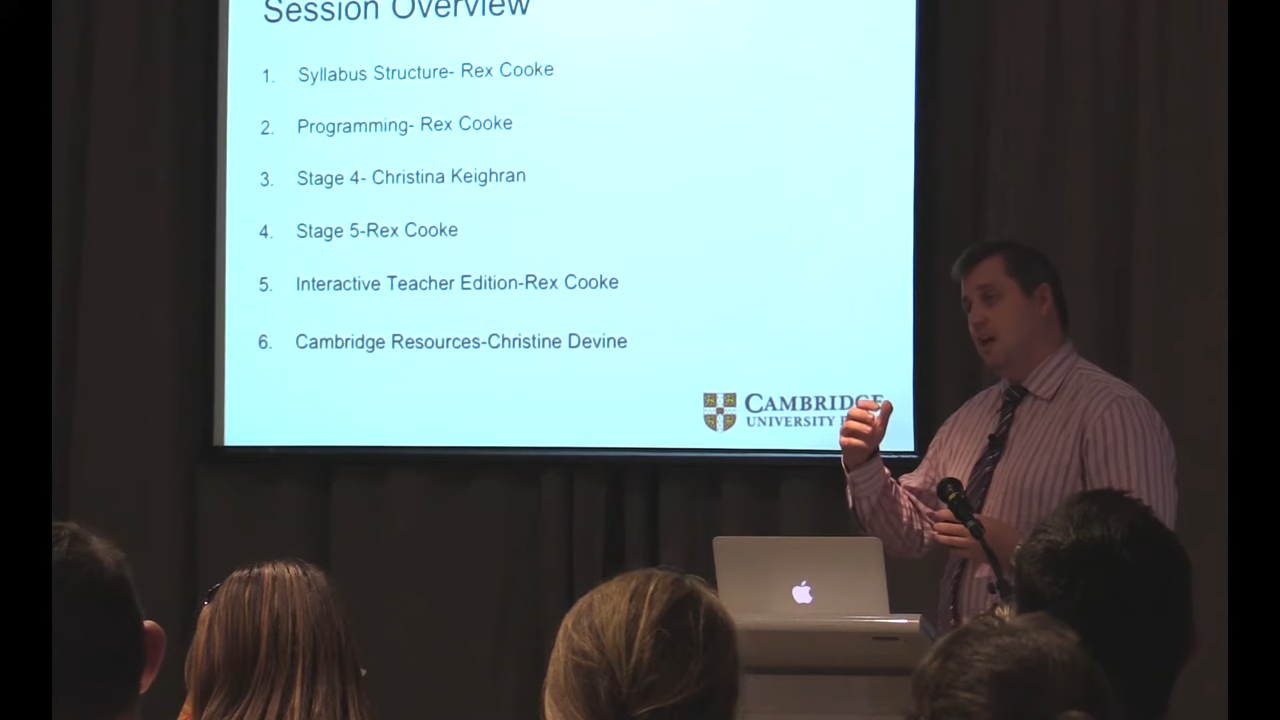 Session Overview
1. Syllabus Structure- Rex Cooke
2. Programming- Rex Cooke
3. Stage 4- Christina Keighran
4. Stage 5-Rex Cooke
5. Interactive Teacher Edition-Rex Cooke
6. Cambridge Resources-Christine Devine
CAMBRIDGE
UNIVERSITY